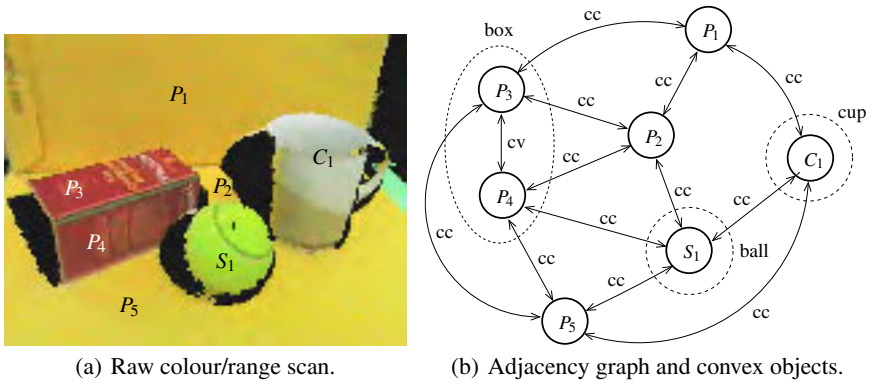 P1
P3
P2
C1
P4
S1
P5
(a) Raw colour/range scan.
cc
P1
box
cc
cc
P3
cc
cup
P2
cv
C1
cc
P4
cc
cc
cc
cc
S1
ball
cc
cc
P5
cc
(b) Adjacency graph and convex objects.